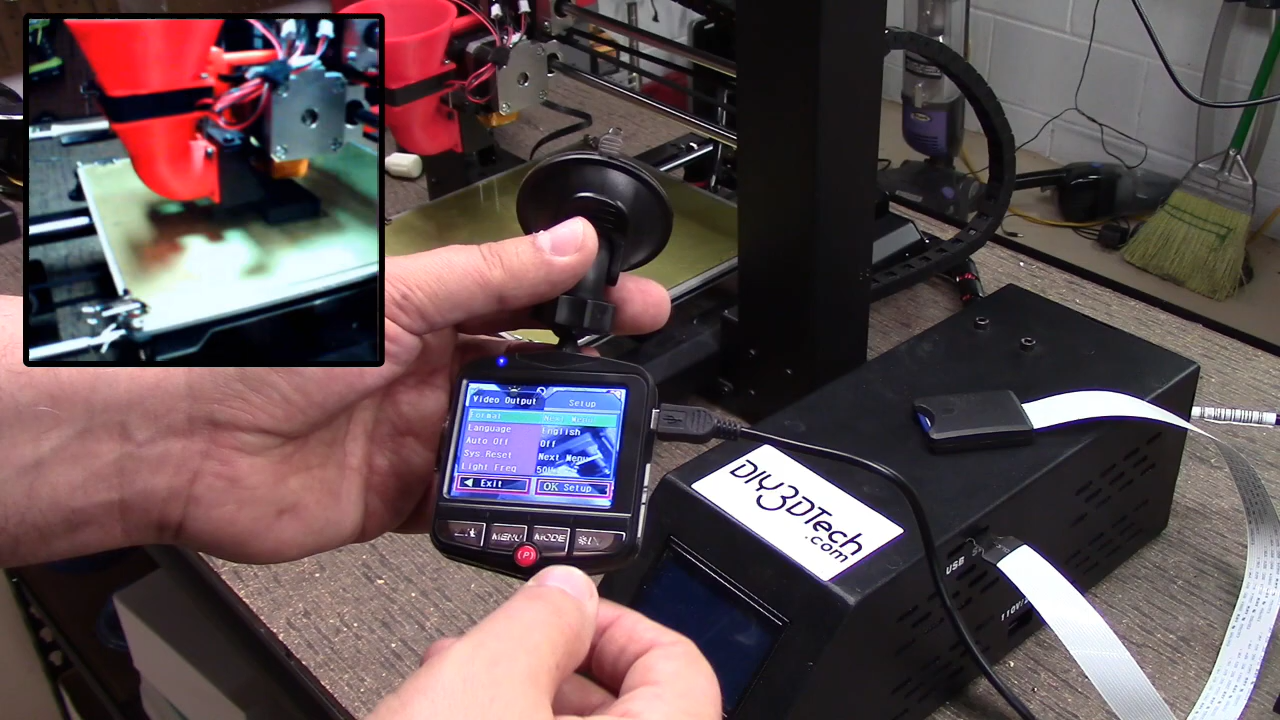 Video Output
Setup
Format Next Menu
Language English
Auto Off Off
Sys Reset Next Menu
Light Freq
◀ Exit
OK Setup
MENU
MODE
(P)
DIY3DTech
.com
USB